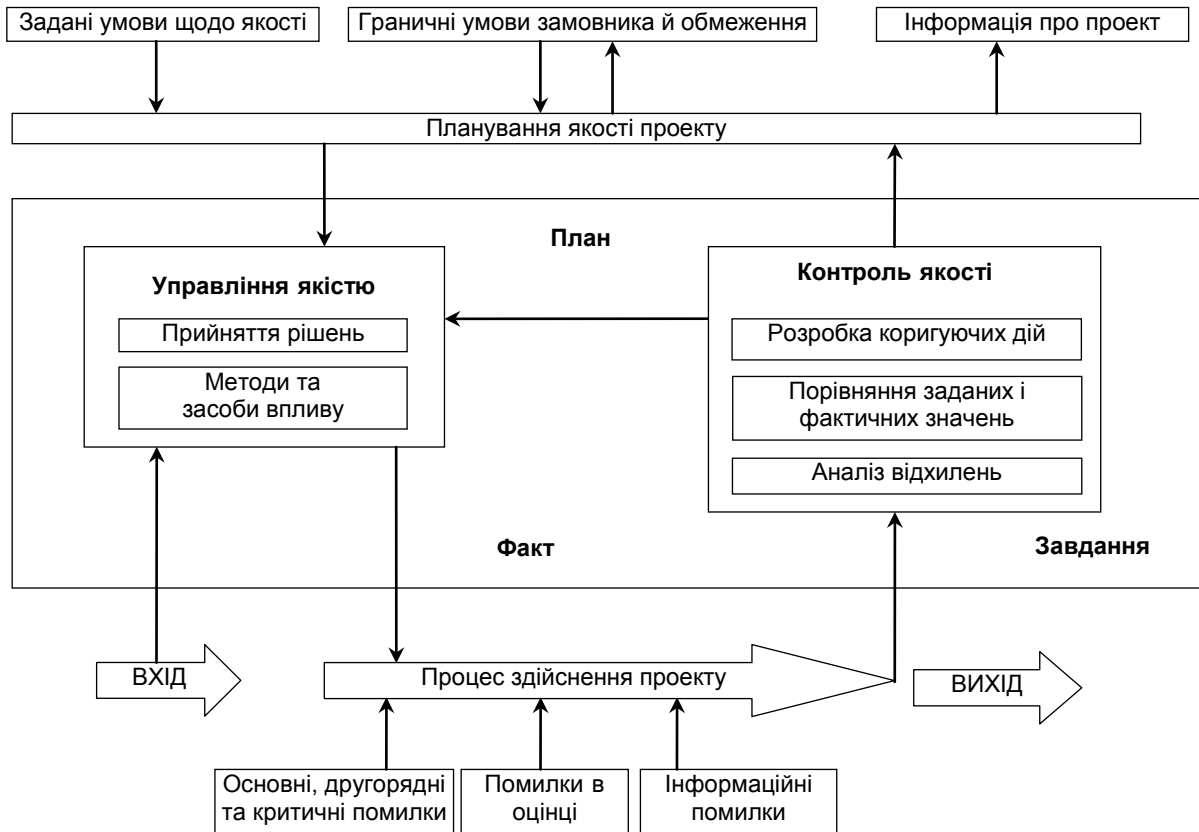 Задані умови щодо якості
Граничні умови замовника й обмеження
Інформація про проект
Планування якості проекту
План
Управління якістю
Прийняття рішень
Методи та
засоби впливу
Контроль якості
Розробка коригуючих дій
Порівняння заданих і
фактичних значень
Аналіз відхилень
Факт
Завдання
ВХІД
Процес здійснення проекту
ВИХІД
Основні, другорядні
та критичні помилки
Помилки в
оцінці
Інформаційні
помилки